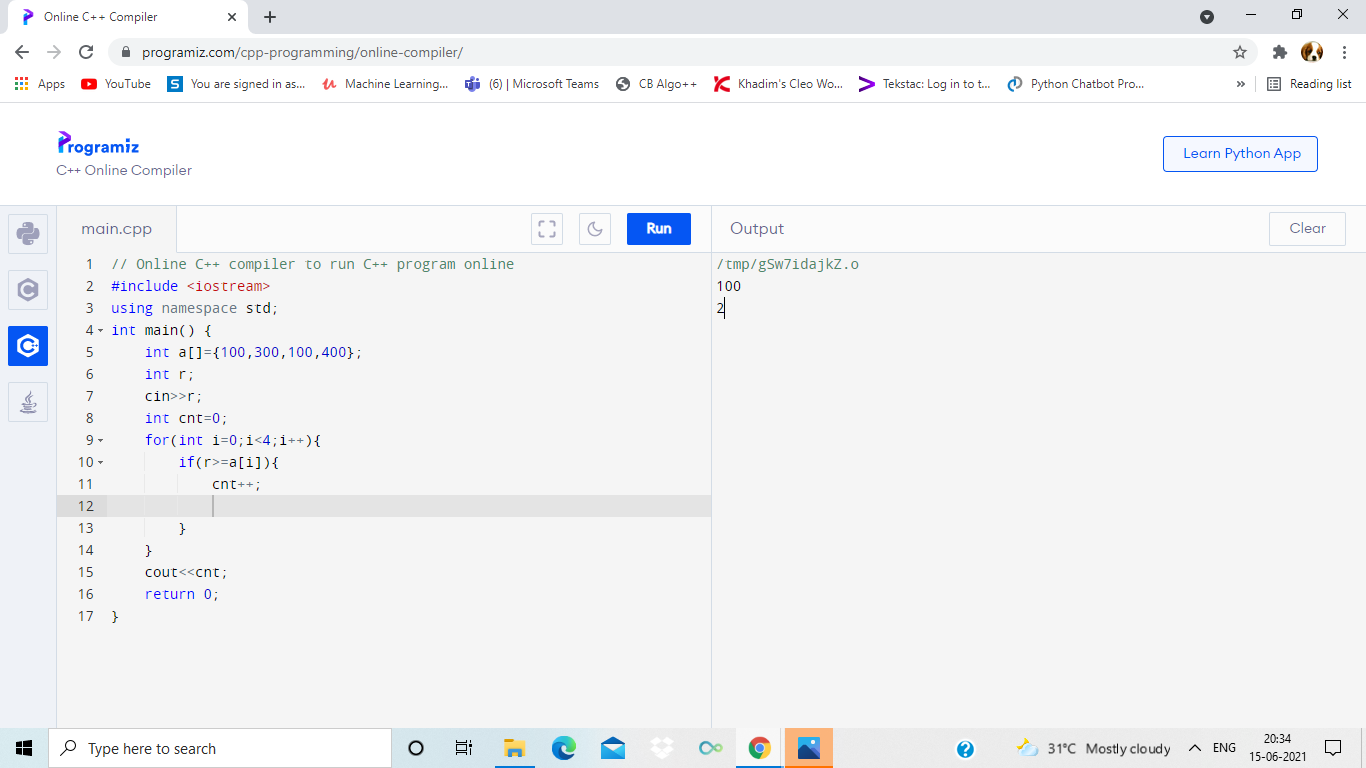 Online C++ Compiler
programiz.com/cpp-programming/online-compiler/
Apps YouTube You are signed in as... Machine Learning... (6) | Microsoft Teams CB Algo++ Khadim's Cleo Wo... Tekstac: Log in to t... Python Chatbot Pro... » Reading list
Programiz
C++ Online Compiler
Learn Python App
main.cpp
Run
Output
Clear
1 // Online C++ compiler to run C++ program online
2 #include <iostream>
3 using namespace std;
4 int main() {
5 int a[]={100,300,100,400};
6 int r;
7 cin>>r;
8 int cnt=0;
9 for(int i=0;i<4;i++){
10 if(r>=a[i]){
11 cnt++;
12
13 }
14 }
15 cout<<cnt;
16 return 0;
17 }
/tmp/gSw7idajkZ.o
100
2
Type here to search
31°C Mostly cloudy
ENG
20:34
15-06-2021